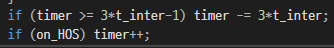 if (timer >= 3*t_inter-1) timer -= 3*t_inter;
if (on_HOS) timer++;